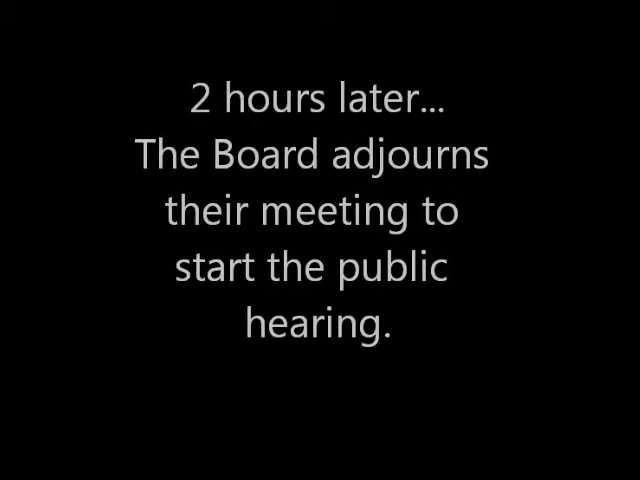 2 hours later...
The Board adjourns
their meeting to
start the public
hearing.